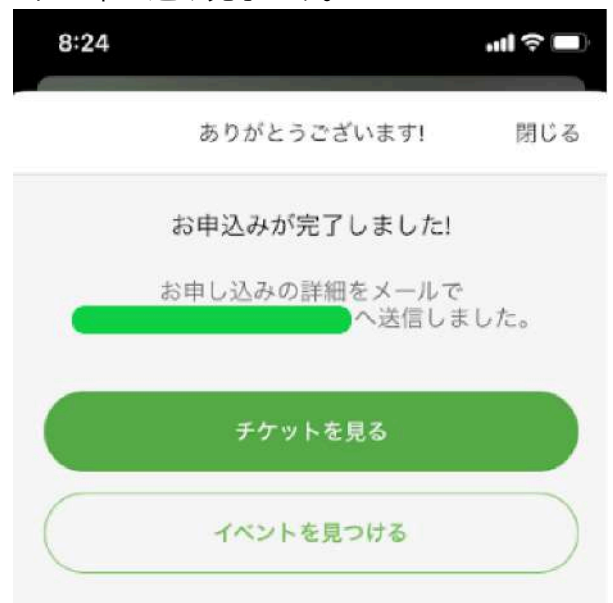 8:24
ありがとうございます!
閉じる
お申込みが完了しました!
お申し込みの詳細をメールで
へ送信しました。
チケットを見る
イベントを見つける